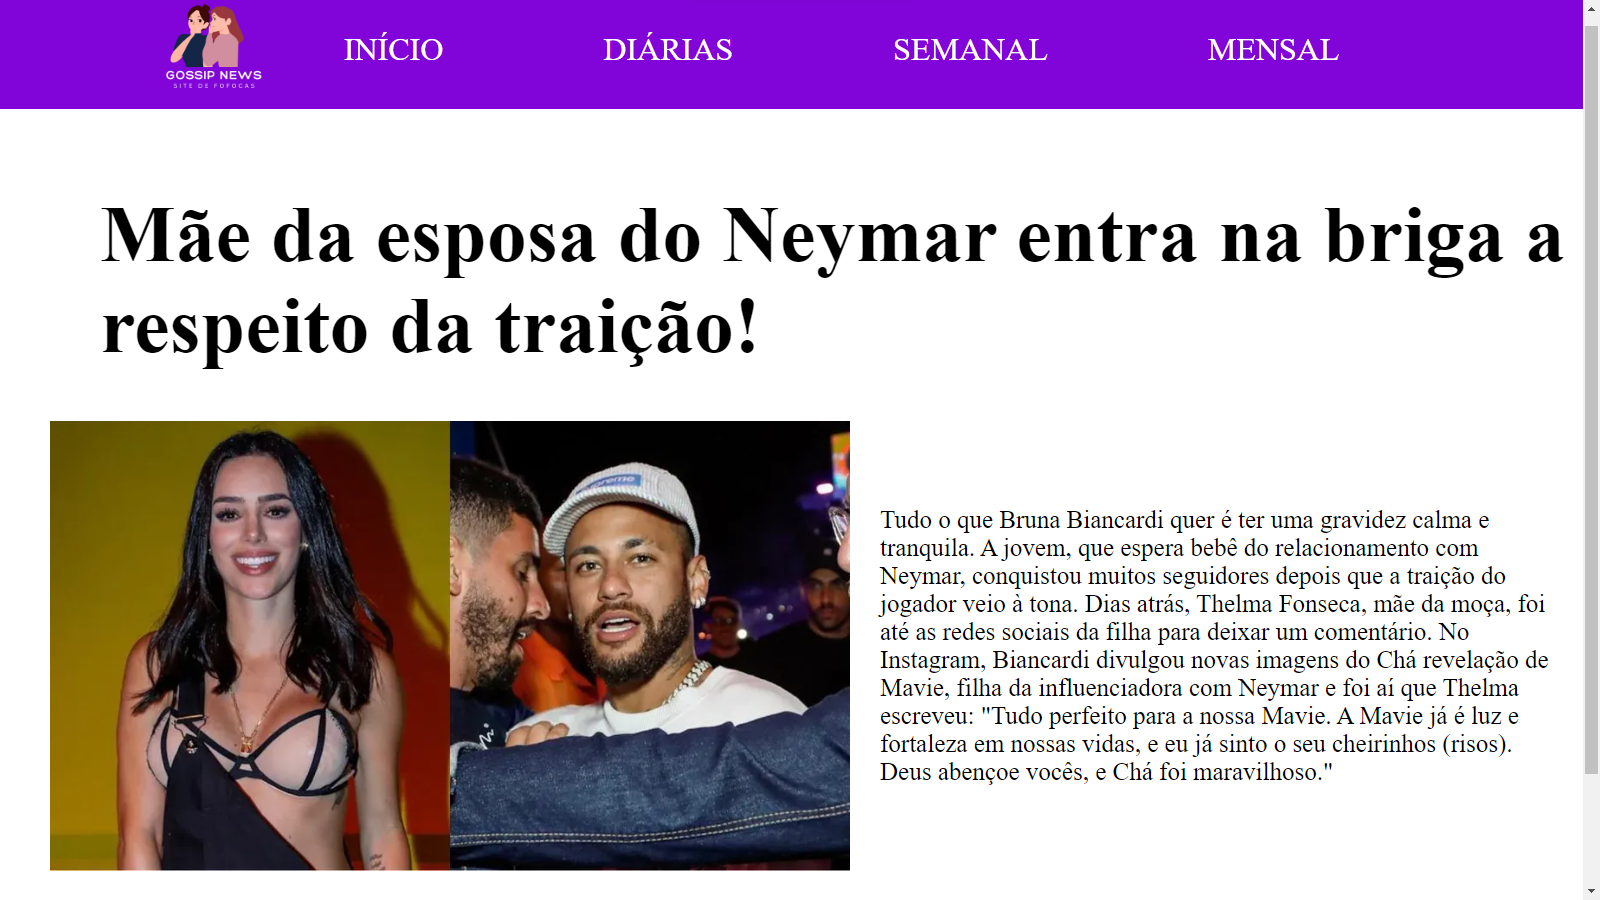 GOSSIP NEWS
SITE DE FOFOCAS
INÍCIO
DIÁRIAS
SEMANAL
MENSAL
Mãe da esposa do Neymar entra na briga a
respeito da traição!
Supreme
Tudo o que Bruna Biancardi quer é ter uma gravidez calma e
tranquila. A jovem, que espera bebê do relacionamento com
Neymar, conquistou muitos seguidores depois que a traição do
jogador veio à tona. Dias atrás, Thelma Fonseca, mãe da moça, foi
até as redes sociais da filha para deixar um comentário. No
Instagram, Biancardi divulgou novas imagens do Chá revelação de
Mavie, filha da influenciadora com Neymar e foi aí que Thelma
escreveu: "Tudo perfeito para a nossa Mavie. A Mavie já é luz e
fortaleza em nossas vidas, e eu já sinto o seu cheirinhos (risos).
Deus abençoe vocês, e Chá foi maravilhoso."